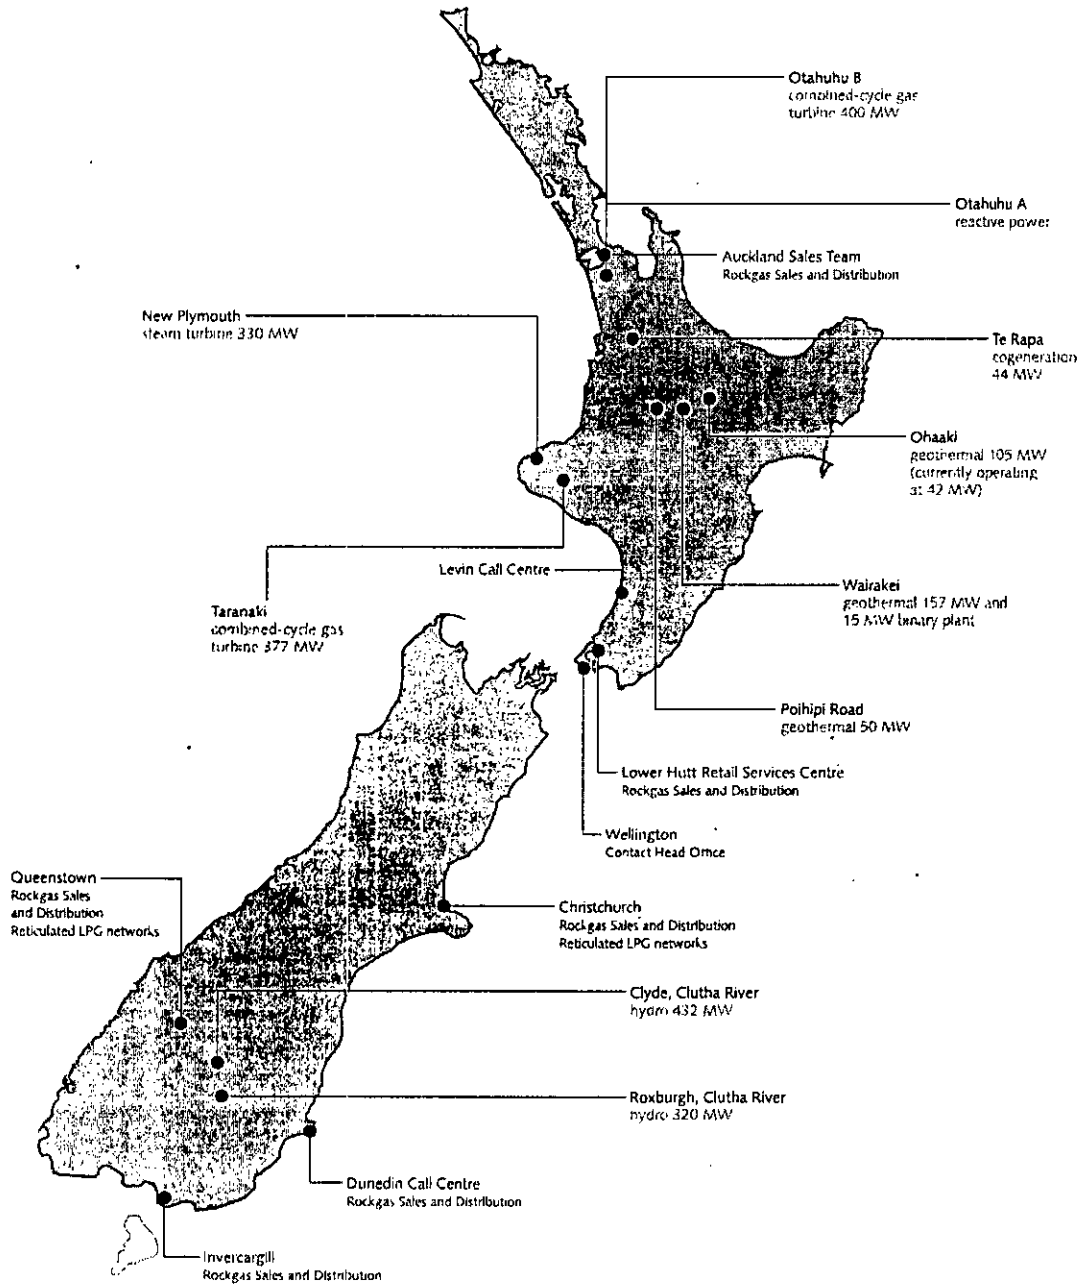 Otahuhu B
combined-cycle gas
turbine 400 MW
Otahuhu A
reactive power
Auckland Sales Team
Rockgas Sales and Distribution
New Plymouth
steam turbine 330 MW
Te Rapa
cogeneration
44 MW
Ohaaki
geothermal 105 MW
(currently operating
at 42 MW)
Levin Call Centre
Wairakei
geothermal 157 MW and
15 MW binary plant
Taranaki
combined-cycle gas
turbine 377 MW
Poihipi Road
geothermal 50 MW
Lower Hutt Retail Services Centre
Rockgas Sales and Distribution
Wellington
Contact Head Office
Queenstown
Rockgas Sales
and Distribution
Reticulated LPG networks
Christchurch
Rockgas Sales and Distribution
Reticulated LPG networks
Clyde, Clutha River
hydro 432 MW
Roxburgh, Clutha River
hydro 320 MW
Dunedin Call Centre
Rockgas Sales and Distribution
Invercargill
Rockgas Sales and Distribution